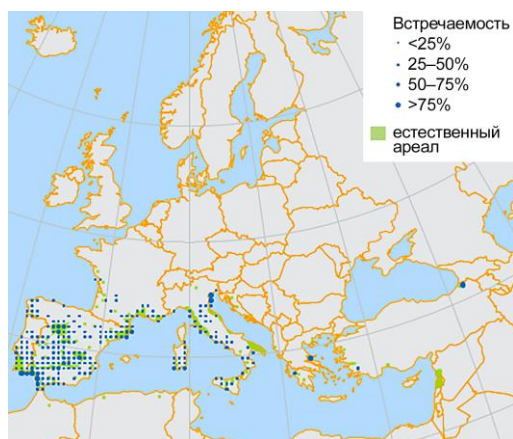 Встречаемость
<25%
25–50%
50–75%
>75%
естественный
ареал